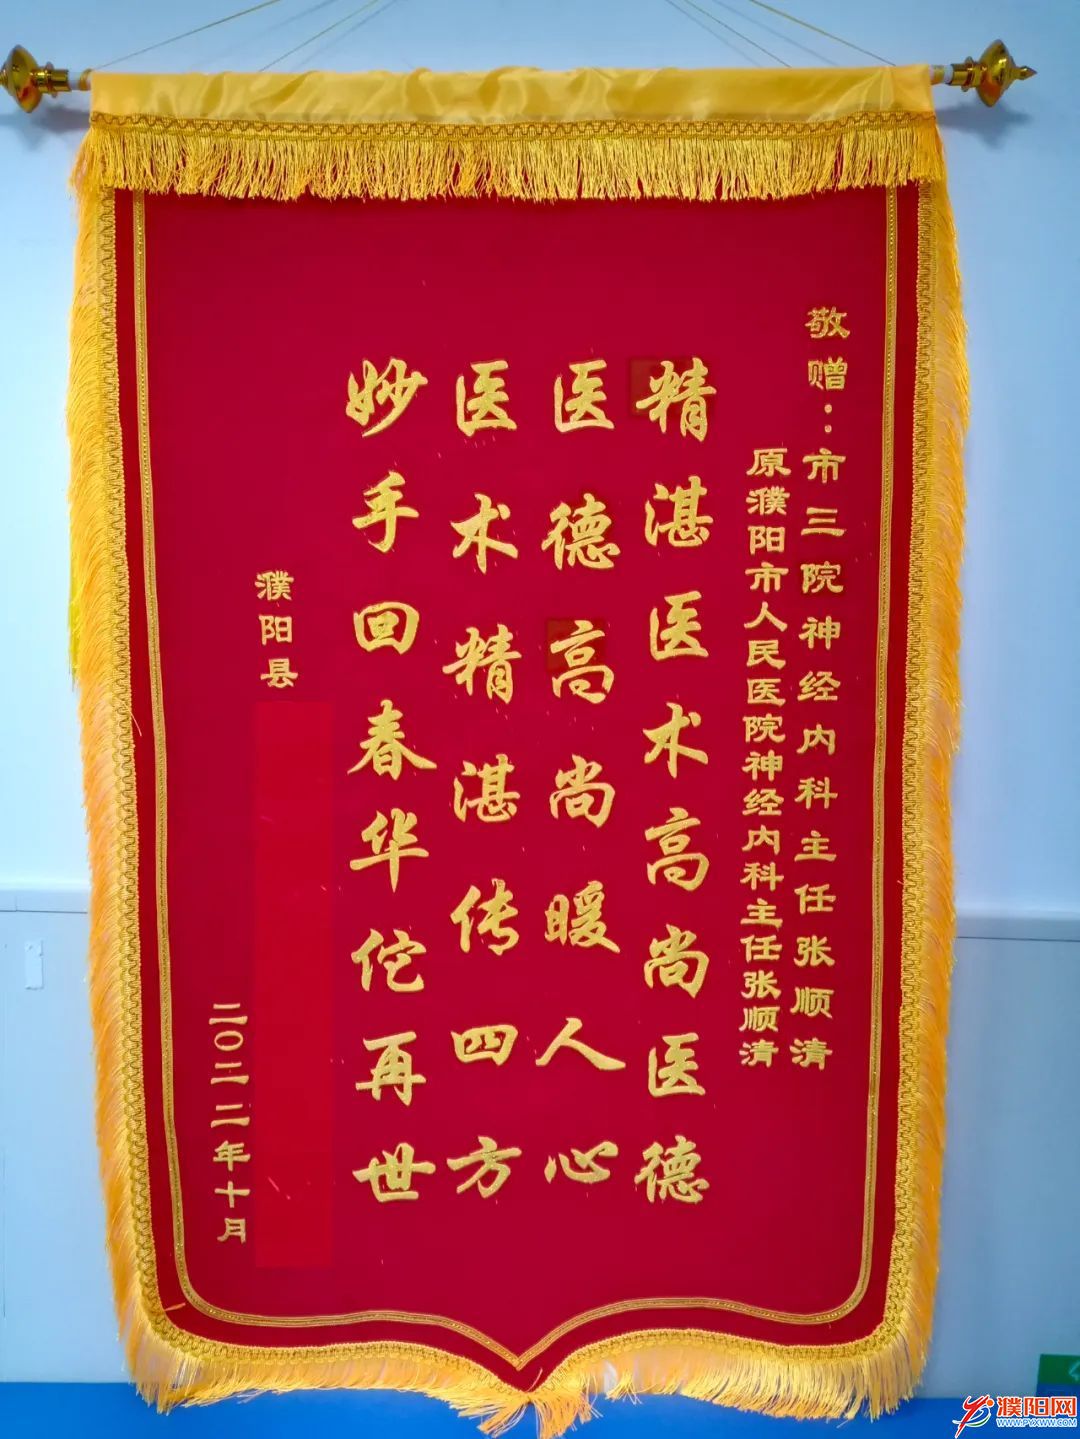 敬赠：市三院神经内科主任张顺清
原濮阳市人民医院神经内科主任张顺清
精湛医术高尚医德
医德高尚暖人心
医术精湛传四方
妙手回春华佗再世
濮阳县
二〇二二年十月
濮阳网
WWW.PYXWW.COM